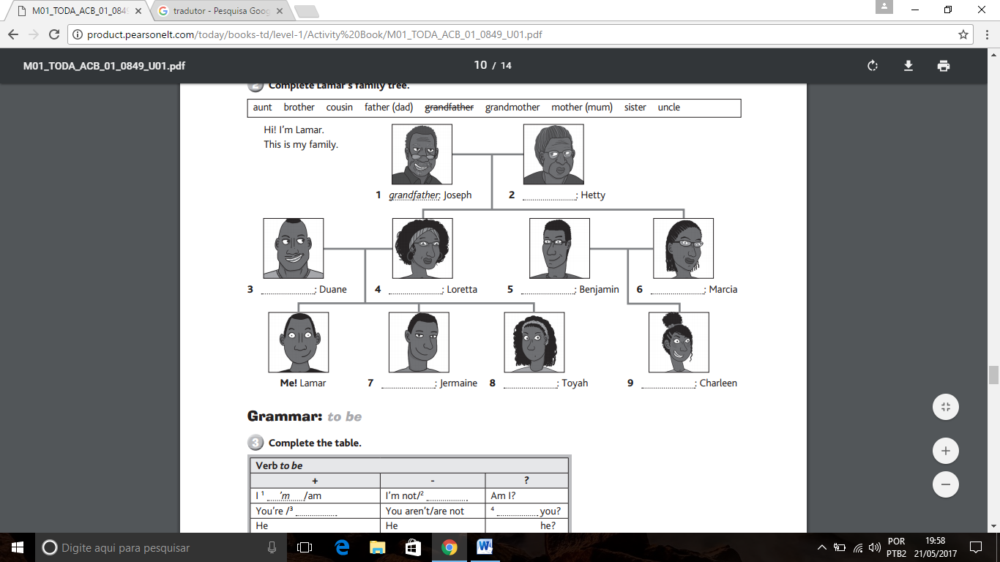 M01_TODA_ACB_01_084
tradutor - Pesquisa Goog
product.pearsonelt.com/today/books-td/level-1/Activity%20Book/M01_TODA_ACB_01_0849_U01.pdf
M01_TODA_ACB_01_0849_U01.pdf
10 / 14
2 Complete Lamar's family tree.
aunt brother cousin father (dad) grandfather grandmother mother (mum) sister uncle
Hi! I'm Lamar.
This is my family.
1 grandfather: Joseph 2 ..................: Hetty
3 ..................: Duane 4 ..................: Loretta 5 ..................: Benjamin 6 ..................: Marcia
Me! Lamar 7 ..................: Jermaine 8 ..................: Toyah 9 ..................: Charleen
Grammar: to be
3 Complete the table.
Verb to be
+ - ?
I ¹ 'm /am I'm not/² .............. Am I?
You're /³ .............. You aren't/are not ⁴ .............. you?
He He he?
Digite aqui para pesquisar
POR 19:58
PTB2 21/05/2017